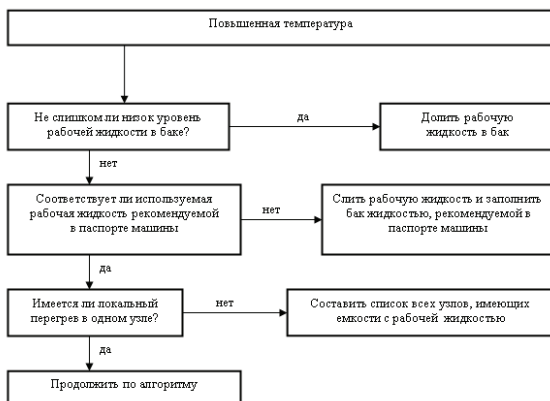 Повышенная температура
Не слишком ли низок уровень
рабочей жидкости в баке?
да
Долить рабочую
жидкость в бак
нет
Соответствует ли используемая
рабочая жидкость рекомендуемой
в паспорте машины
нет
Слить рабочую жидкость и заполнить
бак жидкостью, рекомендуемой в
паспорте машины
да
Имеется ли локальный
перегрев в одном узле?
нет
Составить список всех узлов, имеющих
емкости с рабочей жидкостью
да
Продолжить по алгоритму